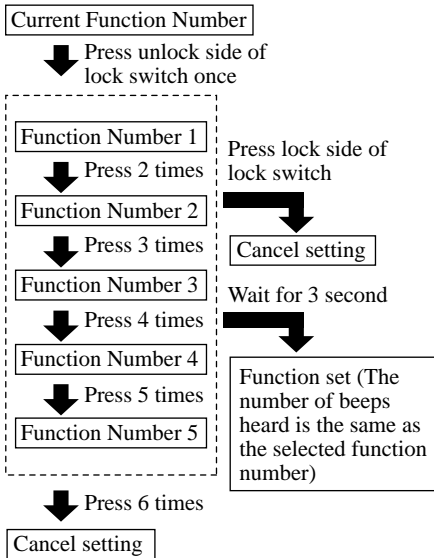 Current Function Number
Press unlock side of
lock switch once
Function Number 1
Press 2 times
Function Number 2
Press 3 times
Function Number 3
Press 4 times
Function Number 4
Press 5 times
Function Number 5
Press 6 times
Cancel setting
Press lock side of
lock switch
Cancel setting
Wait for 3 second
Function set (The
number of beeps
heard is the same as
the selected function
number)